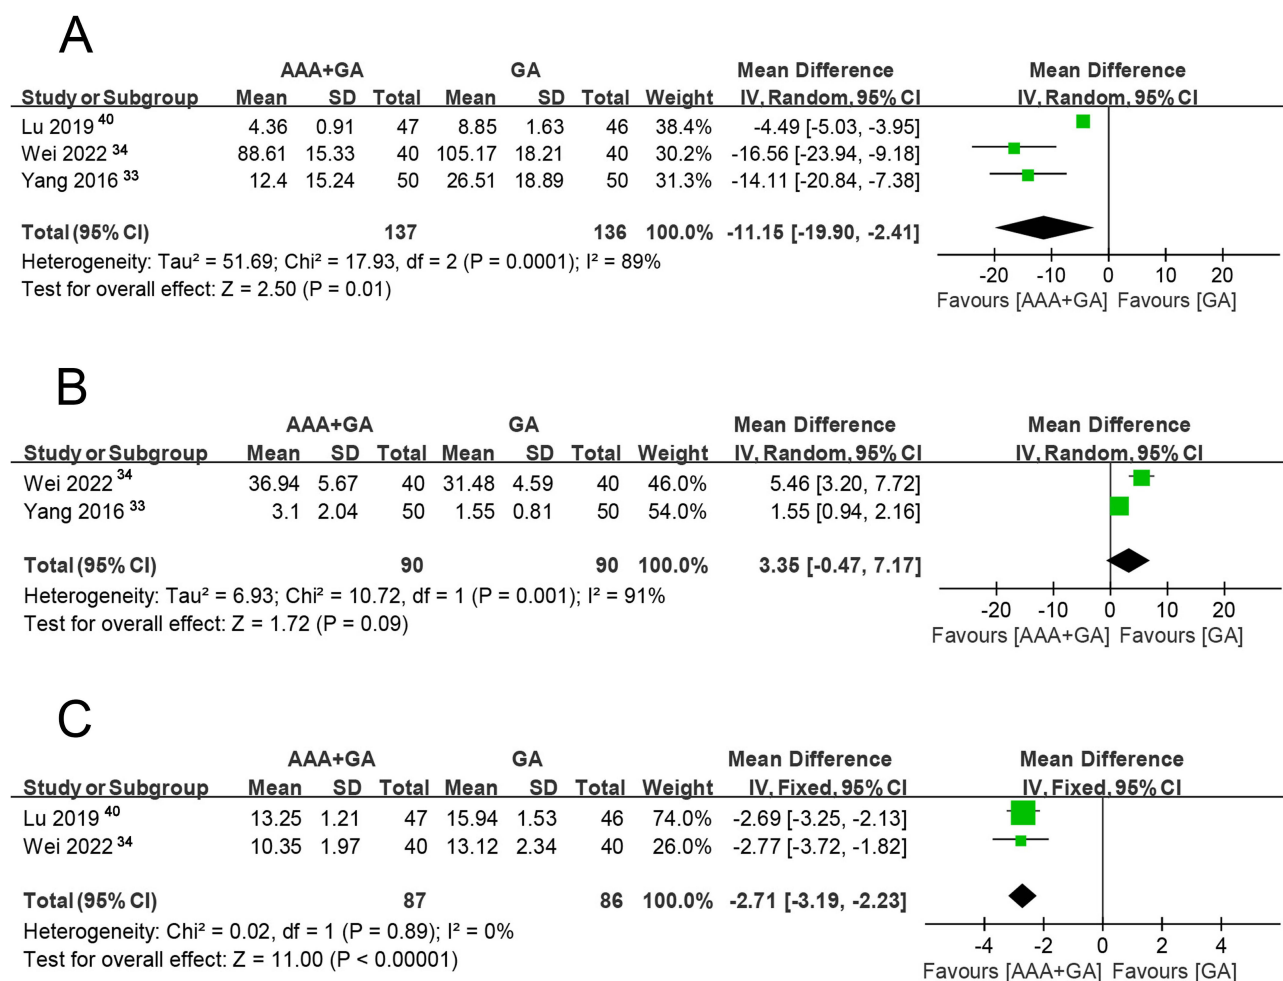 A
AAA+GA GA Mean Difference Mean Difference
Study or Subgroup Mean SD Total Mean SD Total Weight IV, Random, 95% CI IV, Random, 95% CI
Lu 2019 40 4.36 0.91 47 8.85 1.63 46 38.4% -4.49 [-5.03, -3.95]
Wei 2022 34 88.61 15.33 40 105.17 18.21 40 30.2% -16.56 [-23.94, -9.18]
Yang 2016 33 12.4 15.24 50 26.51 18.89 50 31.3% -14.11 [-20.84, -7.38]
Total (95% CI) 137 136 100.0% -11.15 [-19.90, -2.41]
Heterogeneity: Tau² = 51.69; Chi² = 17.93, df = 2 (P = 0.0001); I² = 89%
Test for overall effect: Z = 2.50 (P = 0.01)
-20 -10 0 10 20
Favours [AAA+GA] Favours [GA]
B
AAA+GA GA Mean Difference Mean Difference
Study or Subgroup Mean SD Total Mean SD Total Weight IV, Random, 95% CI IV, Random, 95% CI
Wei 2022 34 36.94 5.67 40 31.48 4.59 40 46.0% 5.46 [3.20, 7.72]
Yang 2016 33 3.1 2.04 50 1.55 0.81 50 54.0% 1.55 [0.94, 2.16]
Total (95% CI) 90 90 100.0% 3.35 [-0.47, 7.17]
Heterogeneity: Tau² = 6.93; Chi² = 10.72, df = 1 (P = 0.001); I² = 91%
Test for overall effect: Z = 1.72 (P = 0.09)
-20 -10 0 10 20
Favours [AAA+GA] Favours [GA]
C
AAA+GA GA Mean Difference Mean Difference
Study or Subgroup Mean SD Total Mean SD Total Weight IV, Fixed, 95% CI IV, Fixed, 95% CI
Lu 2019 40 13.25 1.21 47 15.94 1.53 46 74.0% -2.69 [-3.25, -2.13]
Wei 2022 34 10.35 1.97 40 13.12 2.34 40 26.0% -2.77 [-3.72, -1.82]
Total (95% CI) 87 86 100.0% -2.71 [-3.19, -2.23]
Heterogeneity: Chi² = 0.02, df = 1 (P = 0.89); I² = 0%
Test for overall effect: Z = 11.00 (P < 0.00001)
-4 -2 0 2 4
Favours [AAA+GA] Favours [GA]